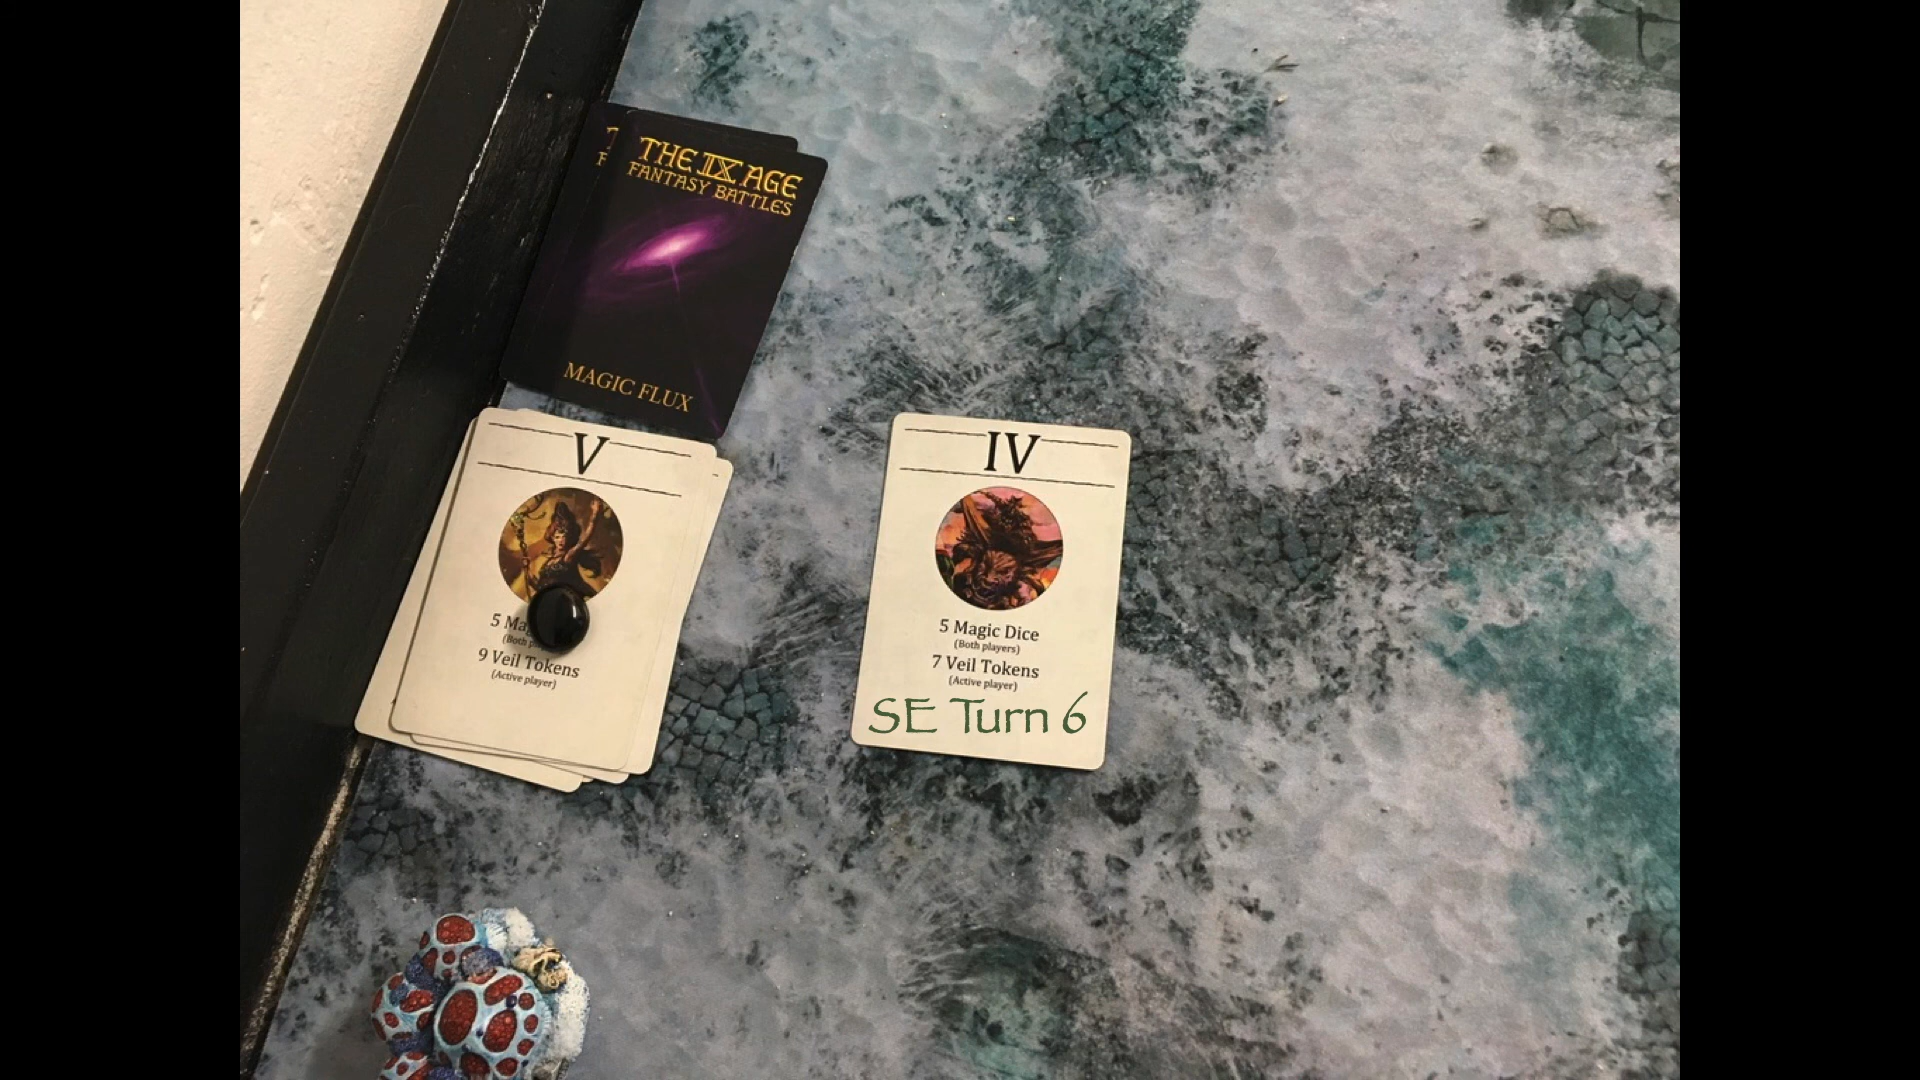 THE IX AGE
FANTASY BATTLES
MAGIC FLUX
V
5
9 Veil Tokens
(Active player)
IV
5 Magic Dice
(Both players)
7 Veil Tokens
(Active player)
SE Turn 6